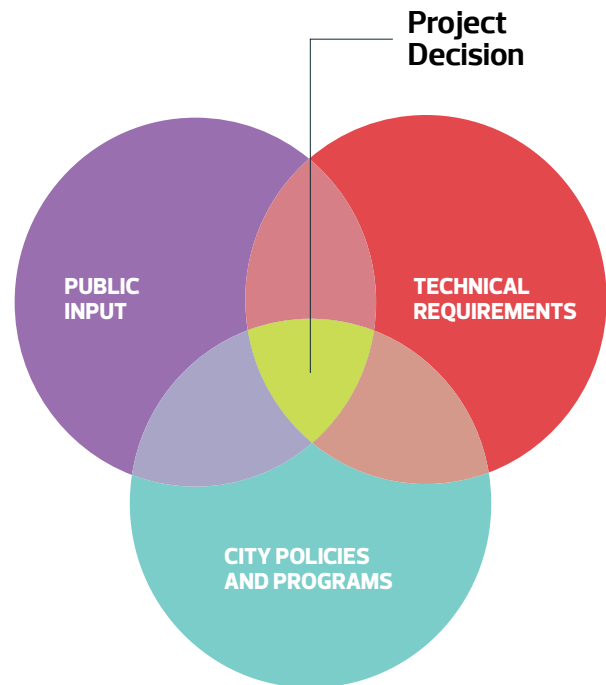 Project
Decision
PUBLIC
INPUT
TECHNICAL
REQUIREMENTS
CITY POLICIES
AND PROGRAMS